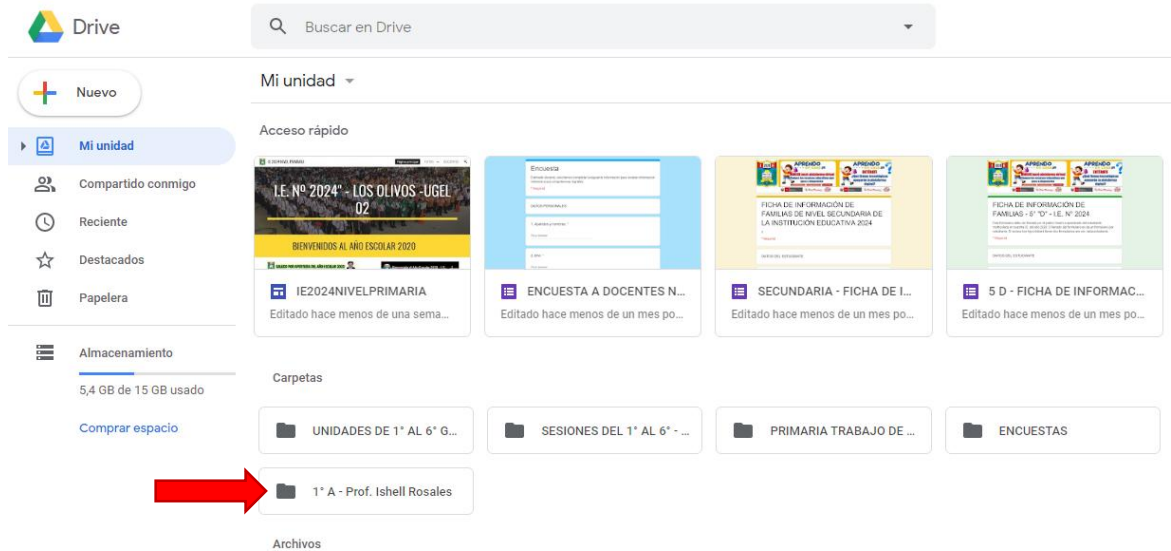 Drive
Buscar en Drive
Nuevo
Mi unidad
Mi unidad
Compartido conmigo
Reciente
Destacados
Papelera
Almacenamiento
5,4 GB de 15 GB usado
Comprar espacio
Acceso rápido
I.E. Nº 2024" - LOS OLIVOS -UGEL
02
BIENVENIDOS AL AÑO ESCOLAR 2020
IE2024NIVELPRIMARIA
Editado hace menos de una sema...
Encuesta
ENCUESTA A DOCENTES N...
Editado hace menos de un mes po...
APRENDO
APRENDO
FICHA DE INFORMACIÓN DE
FAMILIAS DE NIVEL SECUNDARIA DE
LA INSTITUCIÓN EDUCATIVA 2024
SECUNDARIA - FICHA DE I...
Editado hace menos de un mes po...
APRENDO
APRENDO
FICHA DE INFORMACIÓN DE
FAMILIAS - 5° "D" - I.E. N° 2024
5 D - FICHA DE INFORMAC...
Editado hace menos de un mes po...
Carpetas
UNIDADES DE 1° AL 6° G...
SESIONES DEL 1° AL 6° - ...
PRIMARIA TRABAJO DE ...
ENCUESTAS
1° A - Prof. Ishell Rosales
Archivos